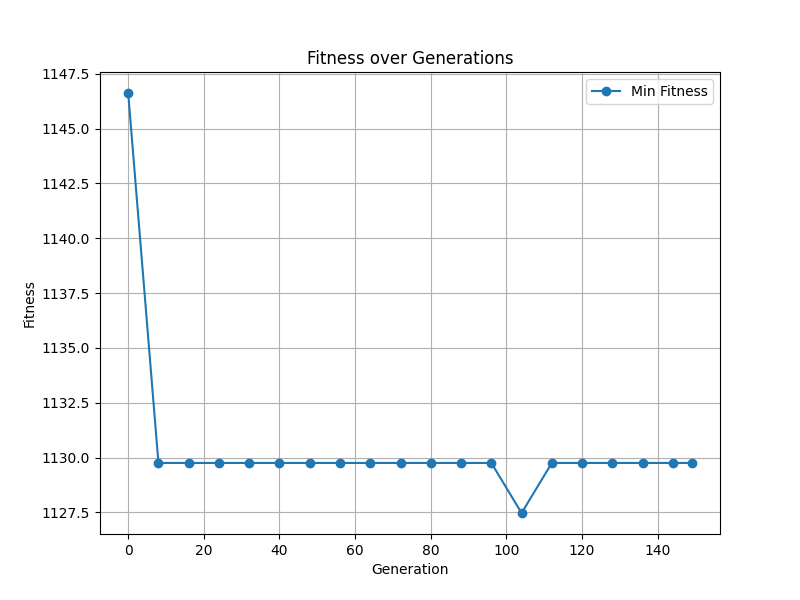 Fitness over Generations
Min Fitness
1147.5
1145.0
1142.5
1140.0
1137.5
1135.0
1132.5
1130.0
1127.5
Fitness
0 20 40 60 80 100 120 140
Generation